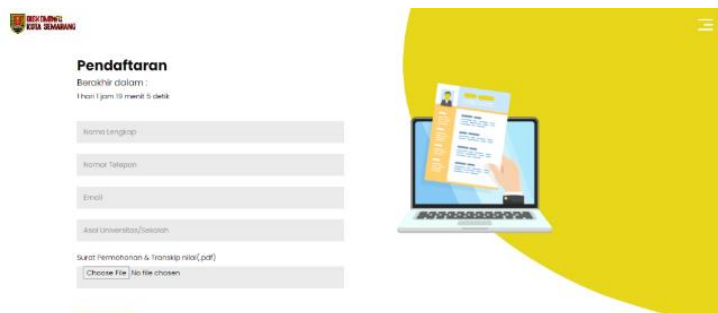 DISKOMINFO
KOTA SEMARANG
Pendaftaran
Berakhir dalam :
1 hari 1 jam 19 menit 5 detik
Nama Lengkap
Nomor Telepon
Email
Asal Universitas/Sekolah
Surat Permohonan & Transkip nilai(.pdf)
Choose File No file chosen